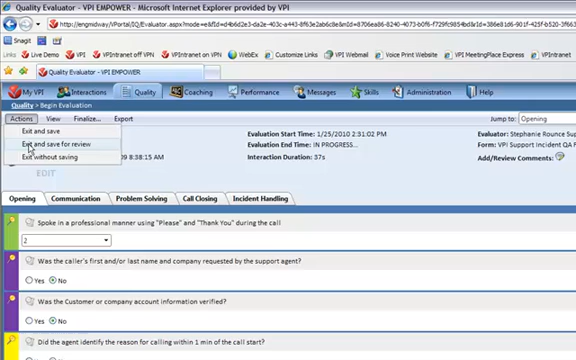 Quality Evaluator - VPI EMPOWER - Microsoft Internet Explorer provided by VPI
Snagit
Links Live Demo VPI VPIntranet off VPN VPIntranet on VPN WebEx Customize Links Voice Print Website VPI MeetingPlace Express VPIntranet
Quality Evaluator - VPI EMPOWER
My VPI Interactions Quality Coaching Performance Messages Skills Administration Help
Quality > Begin Evaluation
Actions View Finalize... Export Jump to: Opening
Exit and save
Exit and save for review
Exit without saving
09 8:38:15 AM
EDIT
Evaluation Start Time: 1/25/2010 2:31:02 PM
Evaluation End Time: IN PROGRESS...
Interaction Duration: 37s
Evaluator: Stephanie Rounce Sup
Form: VPI Support Incident QA F
Add/Review Comments:
Opening Communication Problem Solving Call Closing Incident Handling
Spoke in a professional manner using "Please" and "Thank You" during the call
2
Was the caller's first and/or last name and company requested by the support agent?
Yes No
Was the Customer or company account information verified?
Yes No
Did the agent identify the reason for calling within 1 min of the call start?
Yes No